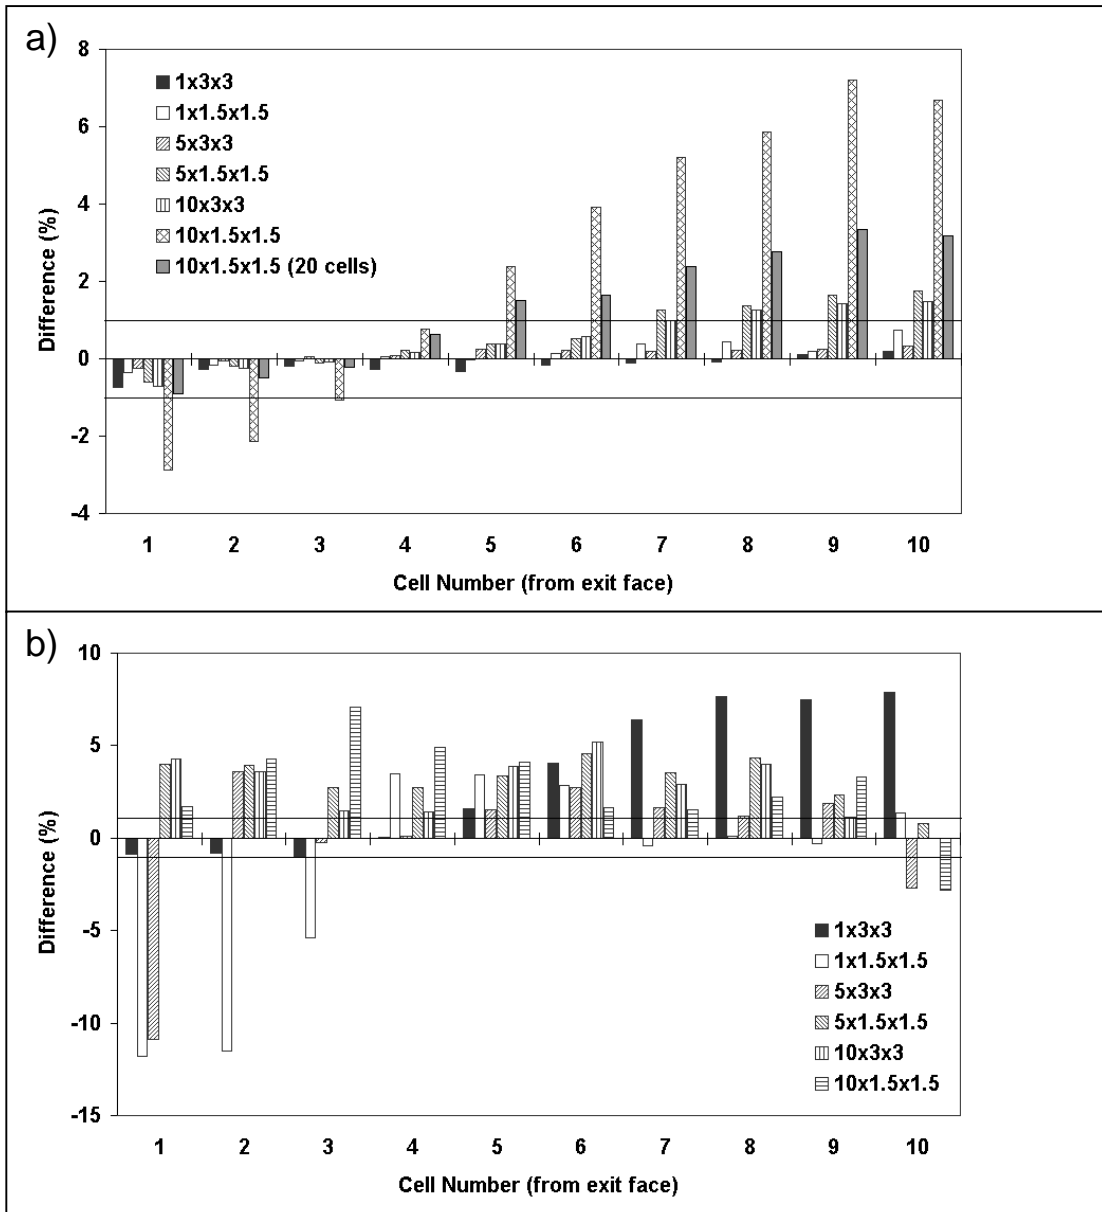 a)
8
6
4
2
0
-2
-4
Difference (%)
1x3x3
1x1.5x1.5
5x3x3
5x1.5x1.5
10x3x3
10x1.5x1.5
10x1.5x1.5 (20 cells)
1 2 3 4 5 6 7 8 9 10
Cell Number (from exit face)
b)
10
5
0
-5
-10
-15
Difference (%)
1x3x3
1x1.5x1.5
5x3x3
5x1.5x1.5
10x3x3
10x1.5x1.5
1 2 3 4 5 6 7 8 9 10
Cell Number (from exit face)